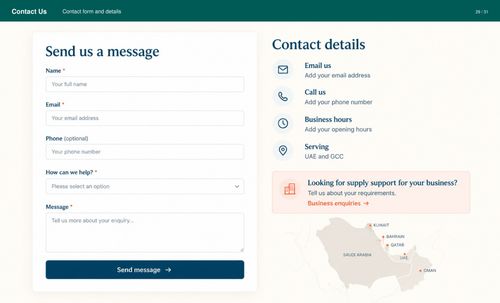 Contact Us
Contact form and details
29 / 31
Send us a message
Name *
Your full name
Email *
Your email address
Phone (optional)
Your phone number
How can we help? *
Please select an option
Message *
Tell us more about your enquiry...
Send message →
Contact details
Email us
Add your email address
Call us
Add your phone number
Business hours
Add your opening hours
Serving
UAE and GCC
Looking for supply support for your business?
Tell us about your requirements.
Business enquiries →
KUWAIT
BAHRAIN
QATAR
SAUDI ARABIA
UAE
OMAN